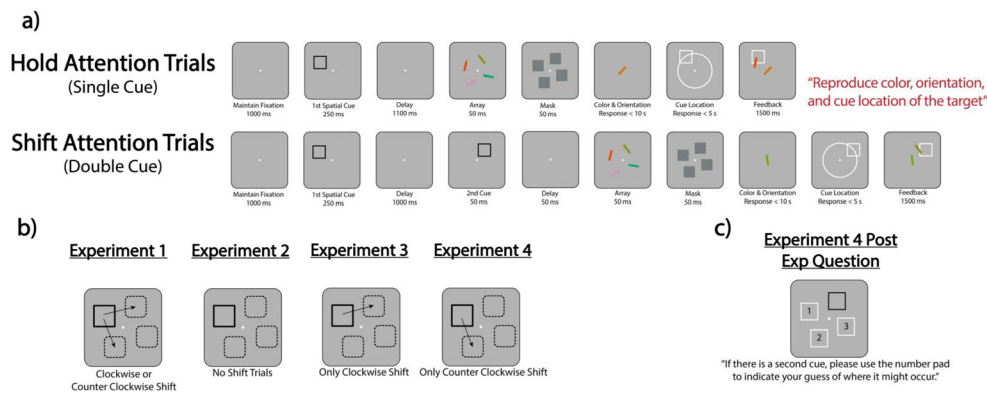 a)
Hold Attention Trials
(Single Cue)
Maintain Fixation
1000 ms
1st Spatial Cue
250 ms
Delay
1100 ms
Array
50 ms
Mask
50 ms
Color & Orientation
Response < 10 s
Cue Location
Response < 5 s
Feedback
1500 ms
“Reproduce color, orientation,
and cue location of the target”
Shift Attention Trials
(Double Cue)
Maintain Fixation
1000 ms
1st Spatial Cue
250 ms
Delay
1000 ms
2nd Cue
50 ms
Delay
50 ms
Array
50 ms
Mask
50 ms
Color & Orientation
Response < 10 s
Cue Location
Response < 5 s
Feedback
1500 ms
b)
Experiment 1
Clockwise or
Counter Clockwise Shift
Experiment 2
No Shift Trials
Experiment 3
Only Clockwise Shift
Experiment 4
Only Counter Clockwise Shift
c)
Experiment 4 Post
Exp Question
1
3
2
“If there is a second cue, please use the number pad
to indicate your guess of where it might occur.”